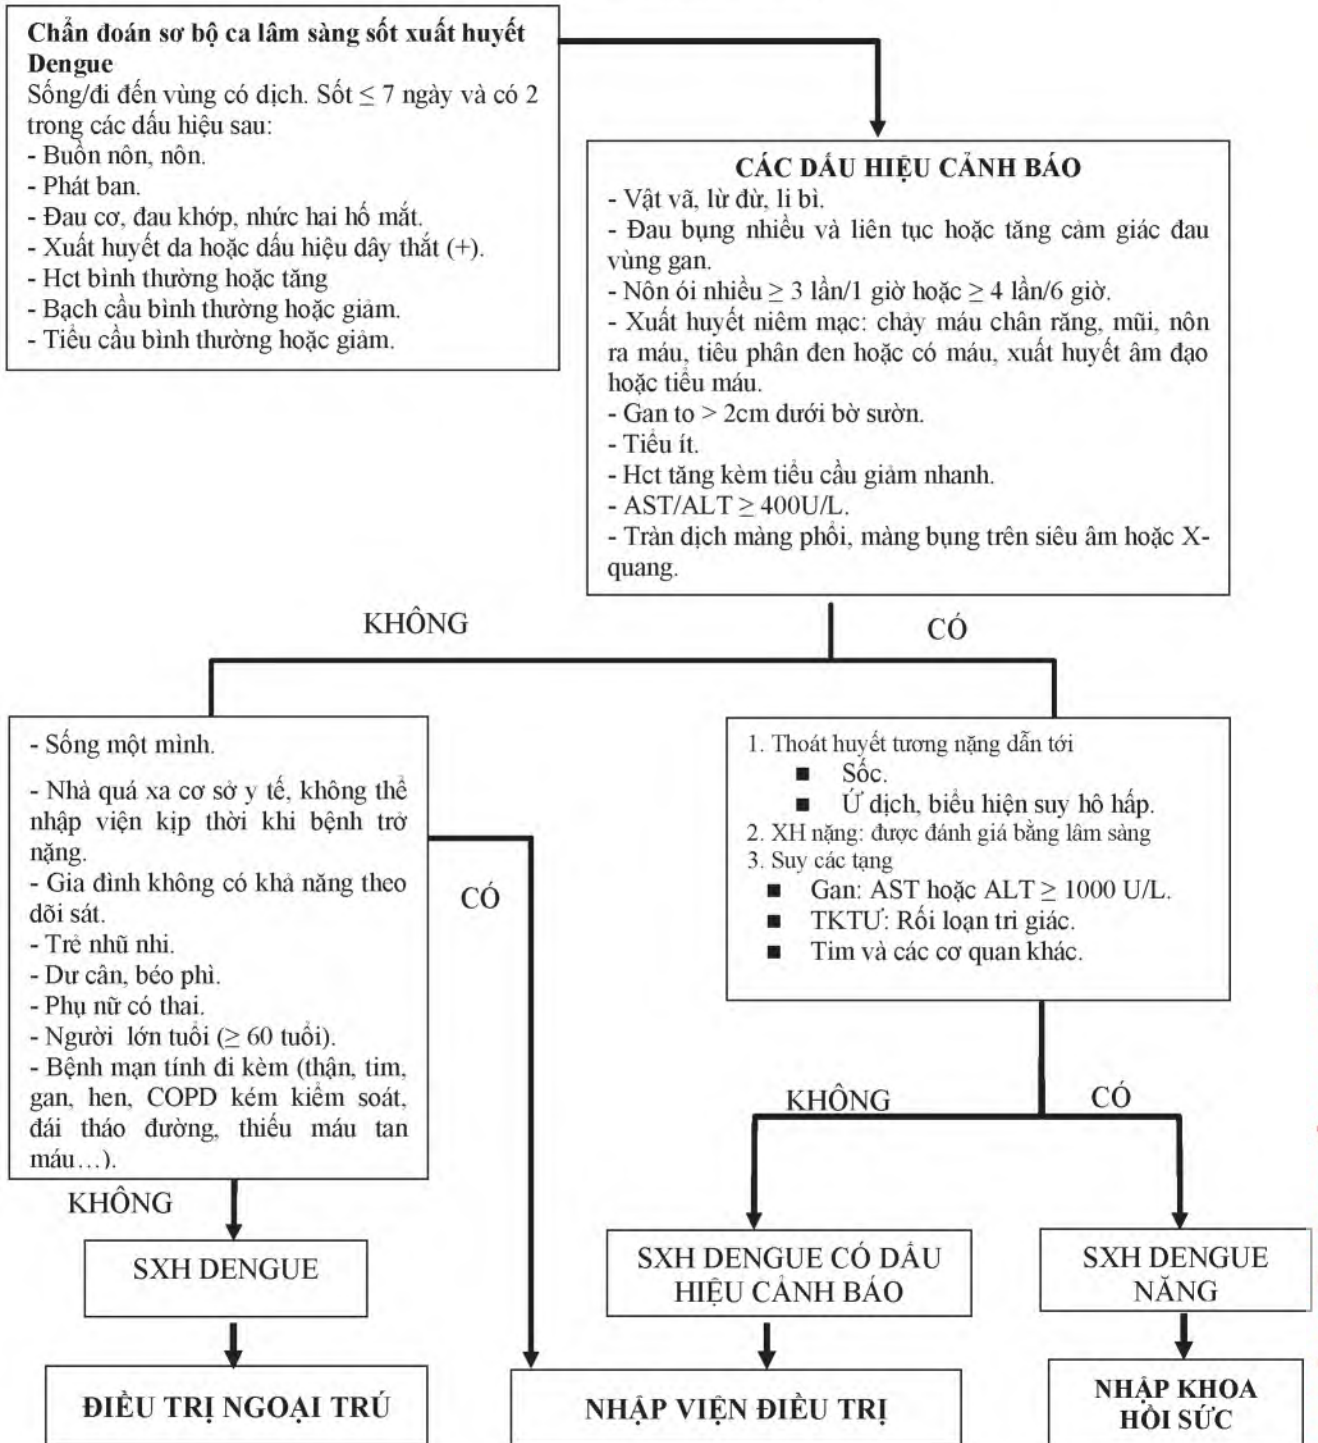 Chẩn đoán sơ bộ ca lâm sàng sốt xuất huyết
Dengue
Sống/đi đến vùng có dịch. Sốt ≤ 7 ngày và có 2
trong các dấu hiệu sau:
- Buồn nôn, nôn.
- Phát ban.
- Đau cơ, đau khớp, nhức hai hố mắt.
- Xuất huyết da hoặc dấu hiệu dây thắt (+).
- Hct bình thường hoặc tăng
- Bạch cầu bình thường hoặc giảm.
- Tiểu cầu bình thường hoặc giảm.
CÁC DẤU HIỆU CẢNH BÁO
- Vật vã, lừ đừ, li bì.
- Đau bụng nhiều và liên tục hoặc tăng cảm giác đau
vùng gan.
- Nôn ói nhiều ≥ 3 lần/1 giờ hoặc ≥ 4 lần/6 giờ.
- Xuất huyết niêm mạc: chảy máu chân răng, mũi, nôn
ra máu, tiêu phân đen hoặc có máu, xuất huyết âm đạo
hoặc tiểu máu.
- Gan to > 2cm dưới bờ sườn.
- Tiểu ít.
- Hct tăng kèm tiểu cầu giảm nhanh.
- AST/ALT ≥ 400U/L.
- Tràn dịch màng phổi, màng bụng trên siêu âm hoặc X-
quang.
KHÔNG
CÓ
- Sống một mình.
- Nhà quá xa cơ sở y tế, không thể
nhập viện kịp thời khi bệnh trở
nặng.
- Gia đình không có khả năng theo
dõi sát.
- Trẻ nhũ nhi.
- Dư cân, béo phì.
- Phụ nữ có thai.
- Người lớn tuổi (≥ 60 tuổi).
- Bệnh mạn tính đi kèm (thận, tim,
gan, hen, COPD kém kiểm soát,
đái tháo đường, thiếu máu tan
máu…).
CÓ
1. Thoát huyết tương nặng dẫn tới
■ Sốc.
■ Ứ dịch, biểu hiện suy hô hấp.
2. XH nặng: được đánh giá bằng lâm sàng
3. Suy các tạng
■ Gan: AST hoặc ALT ≥ 1000 U/L.
■ TKTƯ: Rối loạn tri giác.
■ Tim và các cơ quan khác.
KHÔNG
CÓ
KHÔNG
SXH DENGUE
SXH DENGUE CÓ DẤU
HIỆU CẢNH BÁO
SXH DENGUE
NĂNG
ĐIỀU TRỊ NGOẠI TRÚ
NHẬP VIỆN ĐIỀU TRỊ
NHẬP KHOA
HỒI SỨC